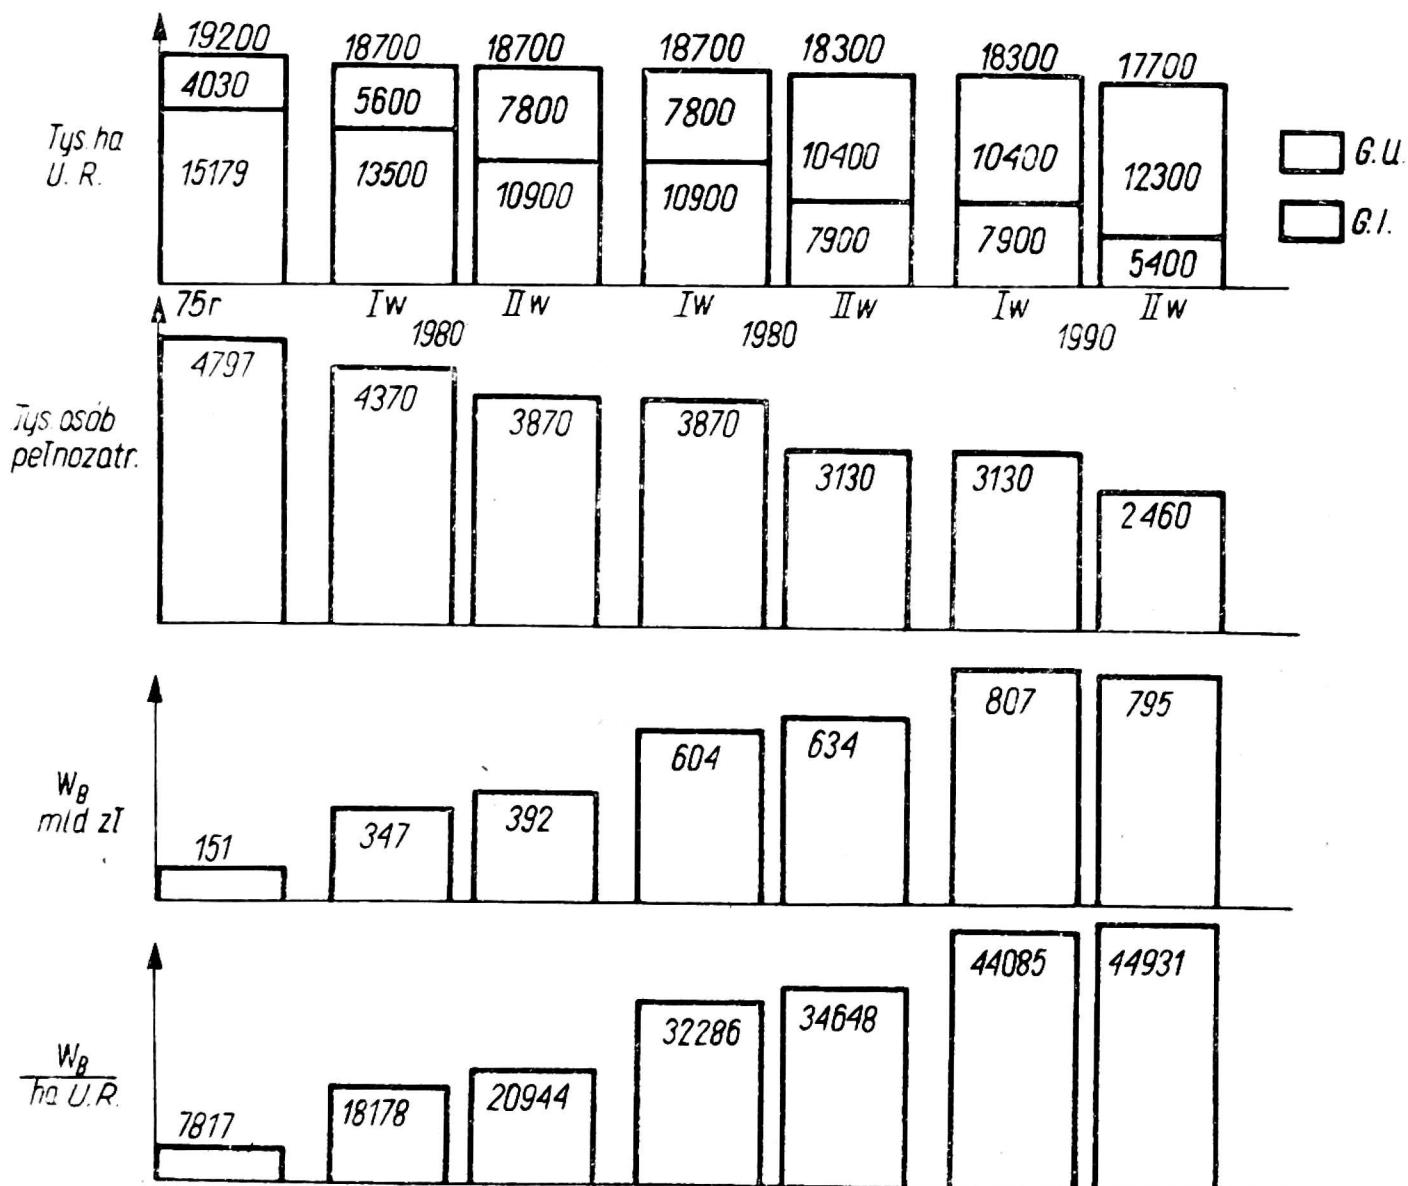 19200 18700 18700 18700 18300 18300 17700
4030 5600 7800 7800 10400 10400 12300
15179 13500 10900 10900 7900 7900 5400
Tys. ha
U. R.
G.U.
G.I.
75r Iw IIw Iw IIw Iw IIw
1980 1980 1990
4797 4370 3870 3870 3130 3130 2460
Tys. osób
pełnozatr.
151 347 392 604 634 807 795
WB
mld zł
7817 18178 20944 32286 34648 44085 44931
WB
ha U.R.